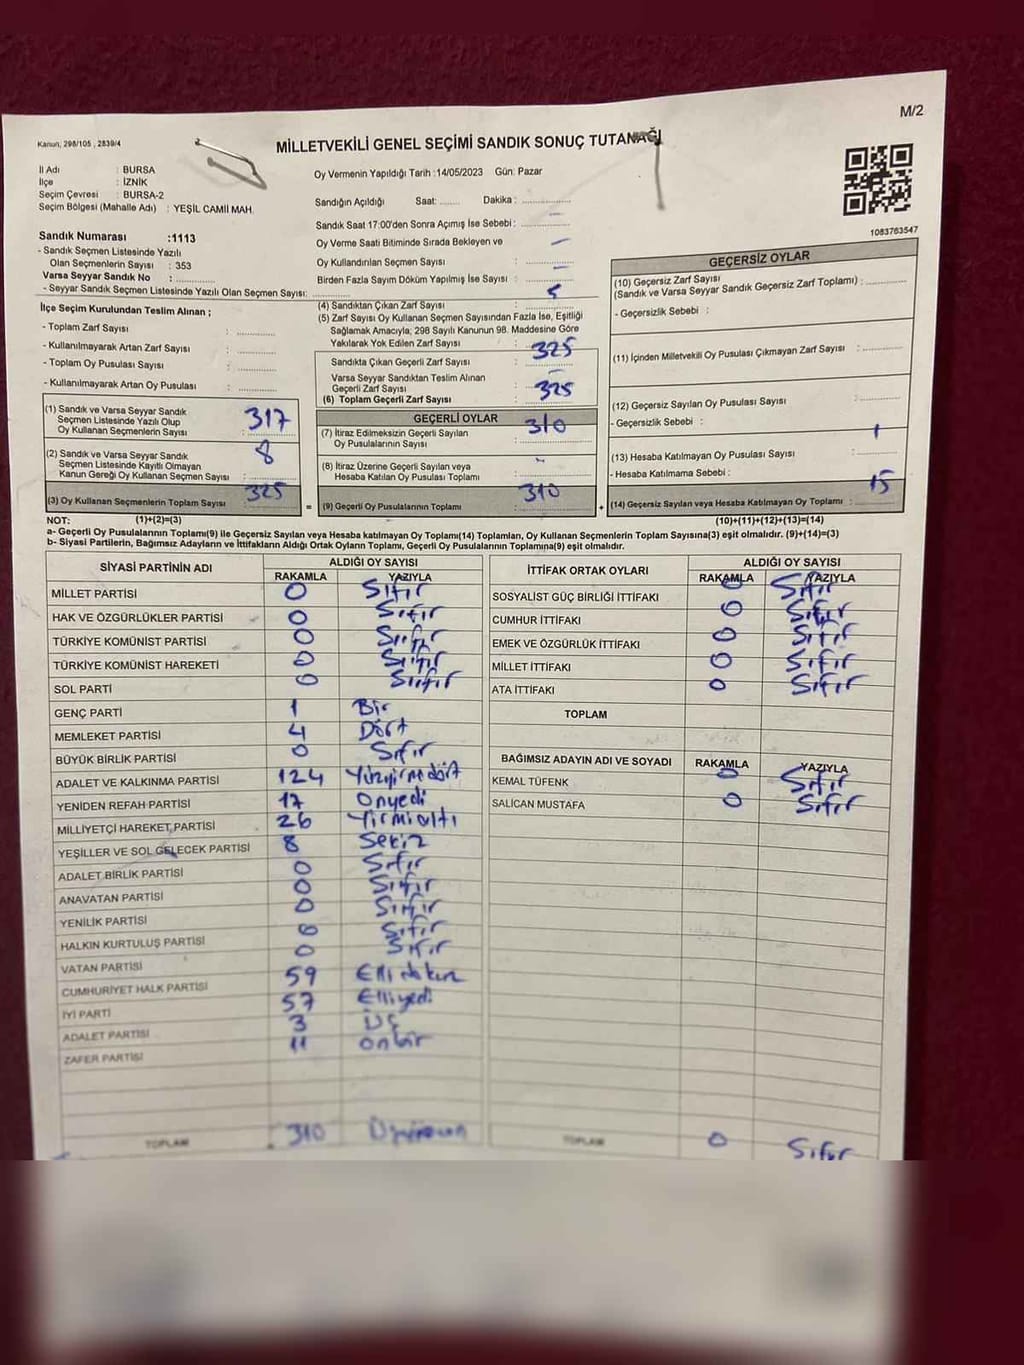 M/2
Kanun, 298/105 , 2839/4
MİLLETVEKİLİ GENEL SEÇİMİ SANDIK SONUÇ TUTANAĞI
İl Adı : BURSA
İlçe : İZNİK
Seçim Çevresi : BURSA-2
Seçim Bölgesi (Mahalle Adı) : YEŞİL CAMİİ MAH.
Oy Vermenin Yapıldığı Tarih :14/05/2023 Gün: Pazar
Sandığın Açıldığı Saat: ........ Dakika : ....................
Sandık Saat 17:00'den Sonra Açımış İse Sebebi :
Oy Verme Saati Bitiminde Sırada Bekleyen ve
Oy Kullandırılan Seçmen Sayısı :
Birden Fazla Sayım Döküm Yapılmış İse Sayısı :
1083763547
Sandık Numarası :1113
- Sandık Seçmen Listesinde Yazılı
Olan Seçmenlerin Sayısı : 353
Varsa Seyyar Sandık No :
- Seyyar Sandık Seçmen Listesinde Yazılı Olan Seçmen Sayısı:
İlçe Seçim Kurulundan Teslim Alınan ;
- Toplam Zarf Sayısı :
- Kullanılmayarak Artan Zarf Sayısı :
- Toplam Oy Pusulası Sayısı :
- Kullanılmayarak Artan Oy Pusulası :
(1) Sandık ve Varsa Seyyar Sandık
Seçmen Listesinde Yazılı Olup
Oy Kullanan Seçmenlerin Sayısı : 317
(2) Sandık ve Varsa Seyyar Sandık
Seçmen Listesinde Kayıtlı Olmayan
Kanun Gereği Oy Kullanan Seçmen Sayısı : 8
(3) Oy Kullanan Seçmenlerin Toplam Sayısı : 325
(4) Sandıktan Çıkan Zarf Sayısı :
(5) Zarf Sayısı Oy Kullanan Seçmen Sayısından Fazla İse, Eşitliği
Sağlamak Amacıyla; 298 Sayılı Kanunun 98. Maddesine Göre
Yakılarak Yok Edilen Zarf Sayısı :
Sandıkta Çıkan Geçerli Zarf Sayısı : 325
Varsa Seyyar Sandıktan Teslim Alınan
Geçerli Zarf Sayısı : -
(6) Toplam Geçerli Zarf Sayısı : 325
GEÇERLİ OYLAR
(7) İtiraz Edilmeksizin Geçerli Sayılan
Oy Pusulalarının Sayısı : 310
(8) İtiraz Üzerine Geçerli Sayılan veya
Hesaba Katılan Oy Pusulası Toplamı : -
(9) Geçerli Oy Pusulalarının Toplamı : 310
GEÇERSİZ OYLAR
(10) Geçersiz Zarf Sayısı
(Sandık ve Varsa Seyyar Sandık Geçersiz Zarf Toplamı) :
- Geçersizlik Sebebi :
(11) İçinden Milletvekili Oy Pusulası Çıkmayan Zarf Sayısı :
(12) Geçersiz Sayılan Oy Pusulası Sayısı :
- Geçersizlik Sebebi :
(13) Hesaba Katılmayan Oy Pusulası Sayısı :
- Hesaba Katılmama Sebebi :
(14) Geçersiz Sayılan veya Hesaba Katılmayan Oy Toplamı : 15
NOT: (1)+(2)=(3) (10)+(11)+(12)+(13)=(14)
a- Geçerli Oy Pusulalarının Toplamı(9) ile Geçersiz Sayılan veya Hesaba katılmayan Oy Toplamı(14) Toplamları, Oy Kullanan Seçmenlerin Toplam Sayısına(3) eşit olmalıdır. (9)+(14)=(3)
b- Siyasi Partilerin, Bağımsız Adayların ve İttifakların Aldığı Ortak Oyların Toplamı, Geçerli Oy Pusulalarının Toplamına(9) eşit olmalıdır.
SİYASİ PARTİNİN ADI ALDIĞI OY SAYISI
RAKAMLA YAZIYLA
MİLLET PARTİSİ 0 Sıfır
HAK VE ÖZGÜRLÜKLER PARTİSİ 0 Sıfır
TÜRKİYE KOMÜNİST PARTİSİ 0 Sıfır
TÜRKİYE KOMÜNİST HAREKETİ 0 Sıfır
SOL PARTİ 0 Sıfır
GENÇ PARTİ 1 Bir
MEMLEKET PARTİSİ 4 Dört
BÜYÜK BİRLİK PARTİSİ 0 Sıfır
ADALET VE KALKINMA PARTİSİ 124 Yüzyirmidört
YENİDEN REFAH PARTİSİ 17 Onyedi
MİLLİYETÇİ HAREKET PARTİSİ 26 Yirmialtı
YEŞİLLER VE SOL GELECEK PARTİSİ 8 Sekiz
ADALET BİRLİK PARTİSİ 0 Sıfır
ANAVATAN PARTİSİ 0 Sıfır
YENİLİK PARTİSİ 0 Sıfır
HALKIN KURTULUŞ PARTİSİ 0 Sıfır
VATAN PARTİSİ 0 Sıfır
CUMHURİYET HALK PARTİSİ 59 Ellidokuz
İYİ PARTİ 57 Elliyedi
ADALET PARTİSİ 3 Üç
ZAFER PARTİSİ 11 Onbir
TOPLAM 310
İTTİFAK ORTAK OYLARI ALDIĞI OY SAYISI
RAKAMLA YAZIYLA
SOSYALİST GÜÇ BİRLİĞİ İTTİFAKI 0 Sıfır
CUMHUR İTTİFAKI 0 Sıfır
EMEK VE ÖZGÜRLÜK İTTİFAKI 0 Sıfır
MİLLET İTTİFAKI 0 Sıfır
ATA İTTİFAKI 0 Sıfır
TOPLAM
BAĞIMSIZ ADAYIN ADI VE SOYADI RAKAMLA YAZIYLA
KEMAL TÜFENK 0 Sıfır
SALİCAN MUSTAFA 0 Sıfır
TOPLAM 0 Sıfır